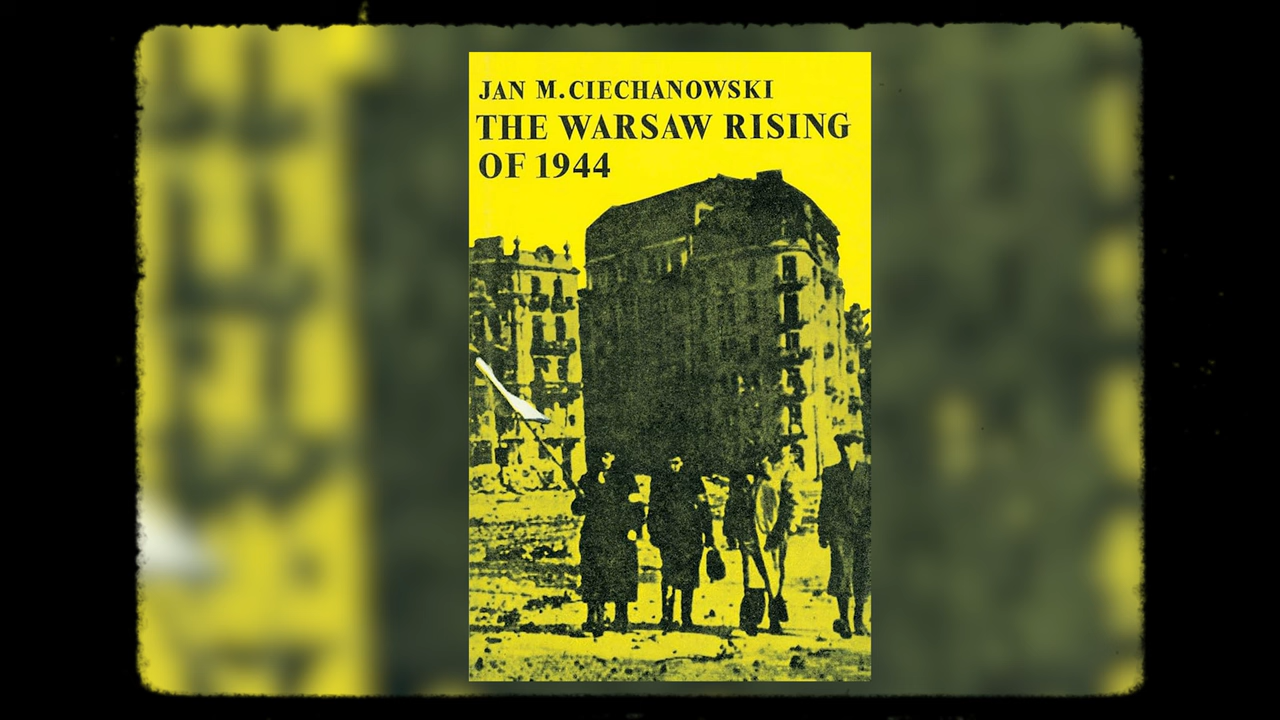 JAN M. CIECHANOWSKI
THE WARSAW RISING
OF 1944